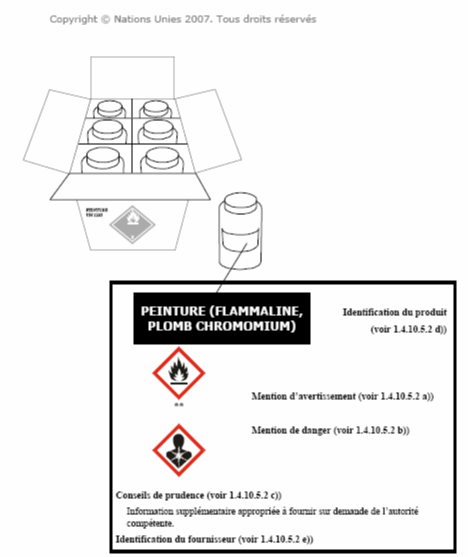 Copyright © Nations Unies 2007. Tous droits réservés
PEINTURE (FLAMMALINE,
PLOMB CHROMOMIUM)
Identification du produit
(voir 1.4.10.5.2 d))
Mention d'avertissement (voir 1.4.10.5.2 a))
Mention de danger (voir 1.4.10.5.2 b))
Conseils de prudence (voir 1.4.10.5.2 c))
Information supplémentaire appropriée à fournir sur demande de l'autorité
compétente.
Identification du fournisseur (voir 1.4.10.5.2 e))